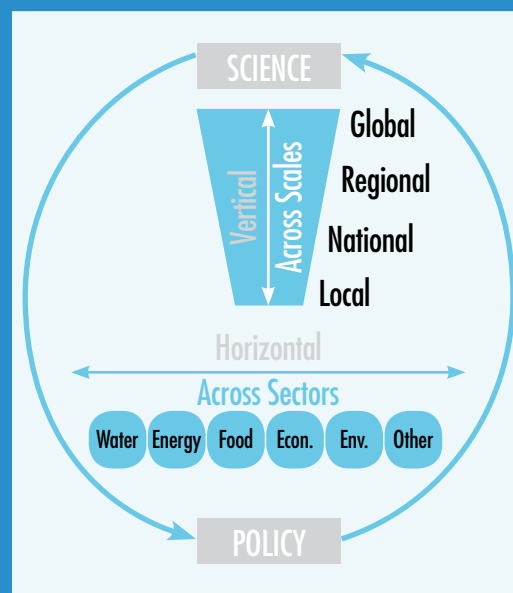 SCIENCE
Vertical
Across Scales
Global
Regional
National
Local
Horizontal
Across Sectors
Water Energy Food Econ. Env. Other
POLICY